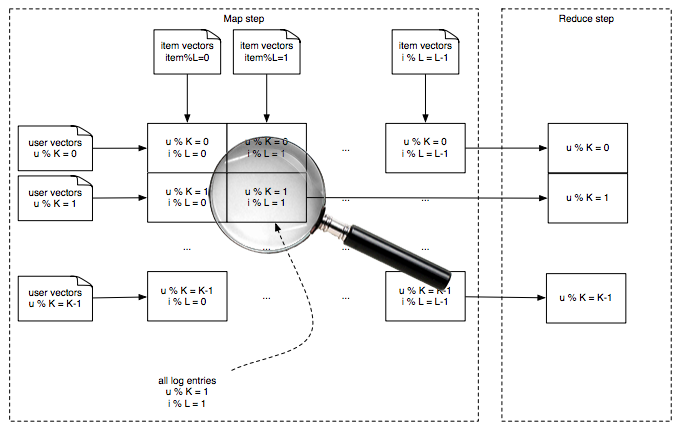 Map step
Reduce step
item vectors
item%L=0
item vectors
item%L=1
item vectors
i % L = L-1
user vectors
u % K = 0
u % K = 0
i % L = 0
u % K = 0
i % L = 1
...
u % K = 0
i % L = L-1
u % K = 0
user vectors
u % K = 1
u % K = 1
i % L = 0
u % K = 1
i % L = 1
...
...
u % K = 1
...
...
...
...
user vectors
u % K = K-1
u % K = K-1
i % L = 0
...
...
u % K = K-1
i % L = L-1
u % K = K-1
all log entries
u % K = 1
i % L = 1